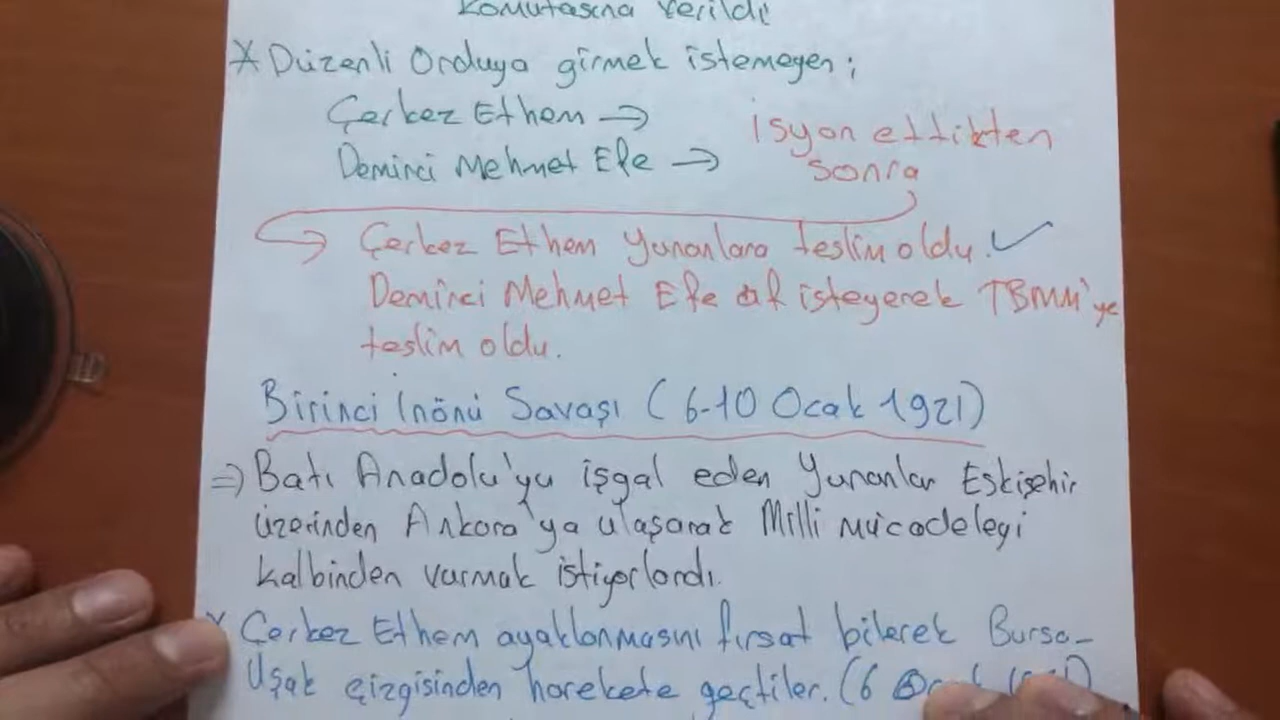 Komutasına verildi
* Düzenli Orduya girmek istemeyen;
Çerkez Ethem →
Demirci Mehmet Efe →
İsyan ettikten
sonra
Çerkez Ethem Yunanlara teslim oldu. ✓
Demirci Mehmet Efe af isteyerek TBMM'ye
teslim oldu.
Birinci İnönü Savaşı (6-10 Ocak 1921)
⇒ Batı Anadolu'yu işgal eden Yunanlar Eskişehir
üzerinden Ankara'ya ulaşarak Milli mücadeleyi
kalbinden vurmak istiyorlardı.
* Çerkez Ethem ayaklanmasını fırsat bilerek Bursa-
Uşak çizgisinden harekete geçtiler. (6